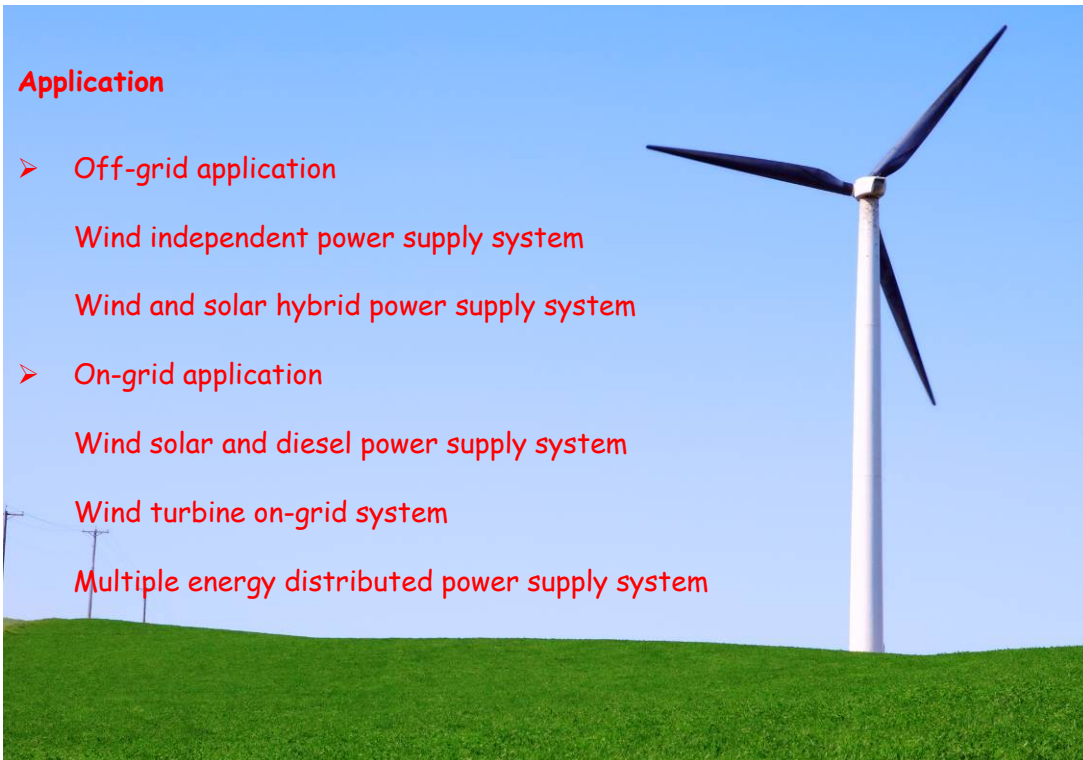 Application
➢ Off-grid application
Wind independent power supply system
Wind and solar hybrid power supply system
➢ On-grid application
Wind solar and diesel power supply system
Wind turbine on-grid system
Multiple energy distributed power supply system